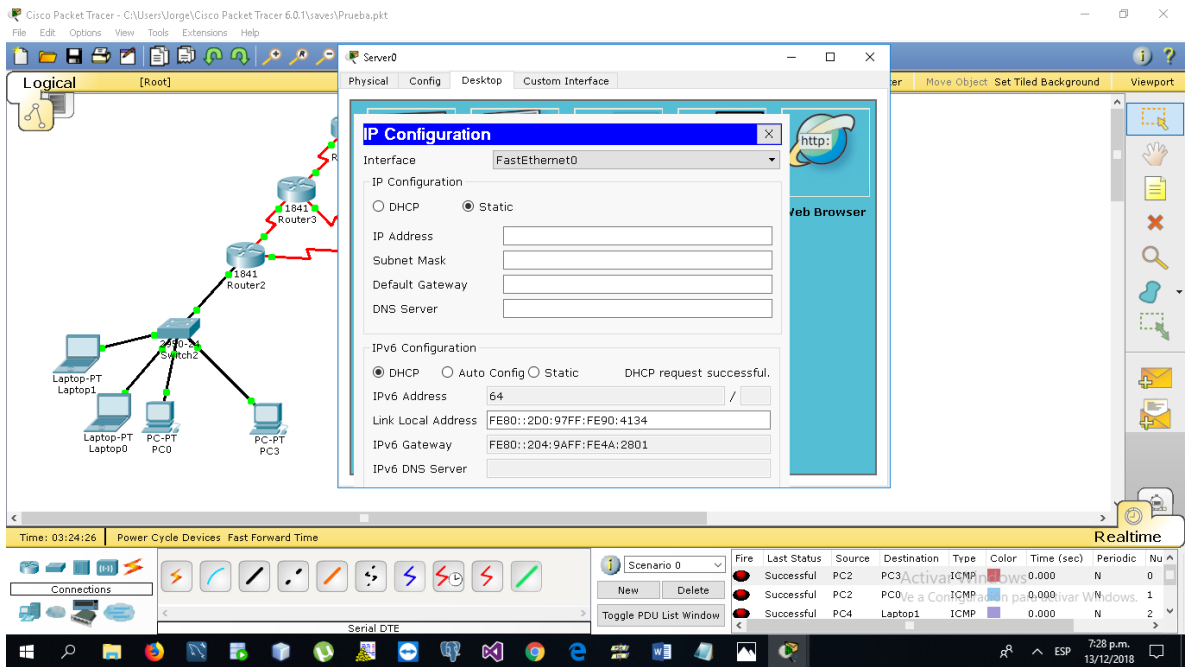 Cisco Packet Tracer - C:\Users\Jorge\Cisco Packet Tracer 6.0.1\saves\Prueba.pkt
File Edit Options View Tools Extensions Help
Server0
Logical [Root] Move Object Set Tiled Background Viewport
Physical Config Desktop Custom Interface
http:
Web Browser
IP Configuration
Interface FastEthernet0
IP Configuration
DHCP Static
IP Address
Subnet Mask
Default Gateway
DNS Server
IPv6 Configuration
DHCP Auto Config Static DHCP request successful.
IPv6 Address 64 /
Link Local Address FE80::2D0:97FF:FE90:4134
IPv6 Gateway FE80::204:9AFF:FE4A:2801
IPv6 DNS Server
1841
Router3
1841
Router2
Switch2
Laptop-PT
Laptop1
Laptop-PT
Laptop0
PC-PT
PC0
PC-PT
PC3
Time: 03:24:26 Power Cycle Devices Fast Forward Time Realtime
Connections
Serial DTE
Scenario 0
New Delete
Toggle PDU List Window
Fire Last Status Source Destination Type Color Time (sec) Periodic Nu
Successful PC2 PC3 ICMP 0.000 N 0
Successful PC2 PC0 ICMP 0.000 N 1
Successful PC4 Laptop1 ICMP 0.000 N 2
Activar Windows
Ve a Configuración para activar Windows.
ESP
7:28 p.m.
13/12/2018